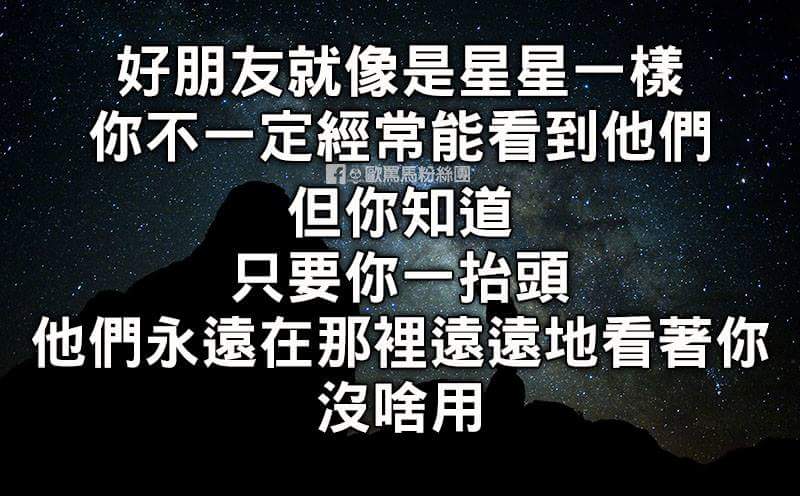 好朋友就像是星星一樣
你不一定經常能看到他們
歐罵馬粉絲團
但你知道
只要你一抬頭
他們永遠在那裡遠遠地看著你
沒啥用